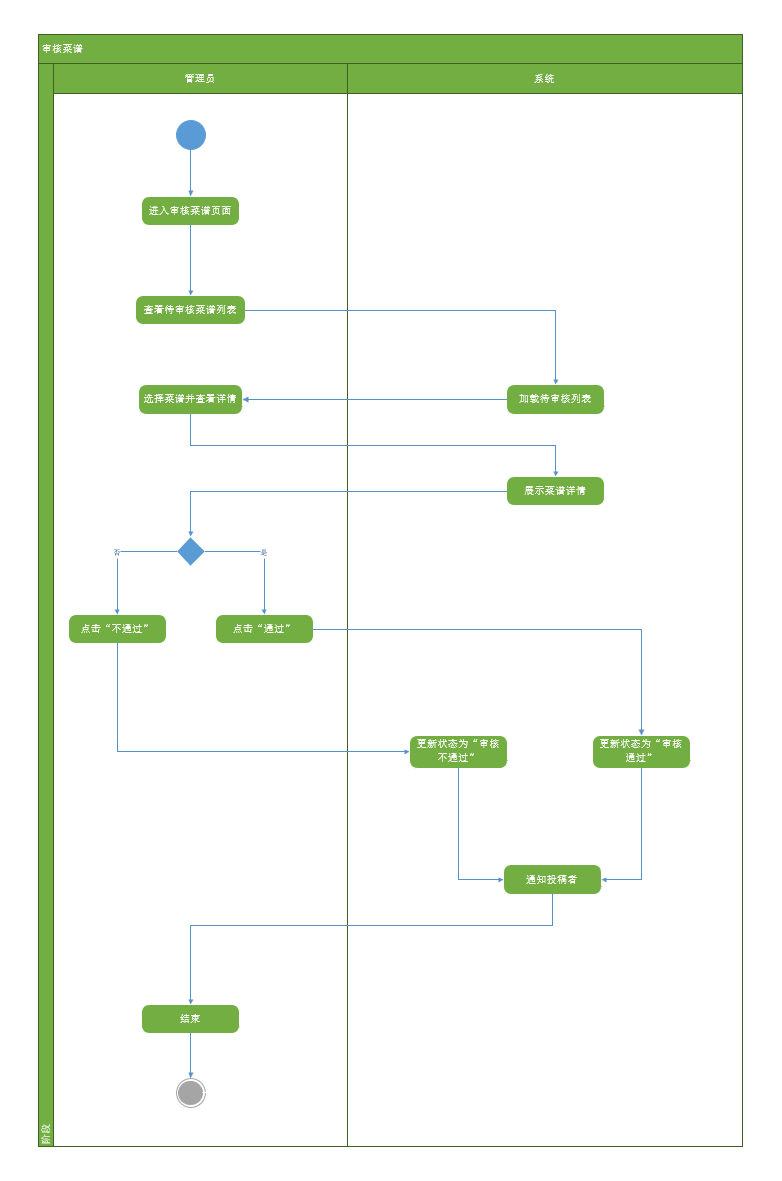 审核菜谱
管理员
系统
进入审核菜谱页面
查看待审核菜谱列表
选择菜谱并查看详情
加载待审核列表
展示菜谱详情
否
是
点击“不通过”
点击“通过”
更新状态为“审核
不通过”
更新状态为“审核
通过”
通知投稿者
结束
阶段